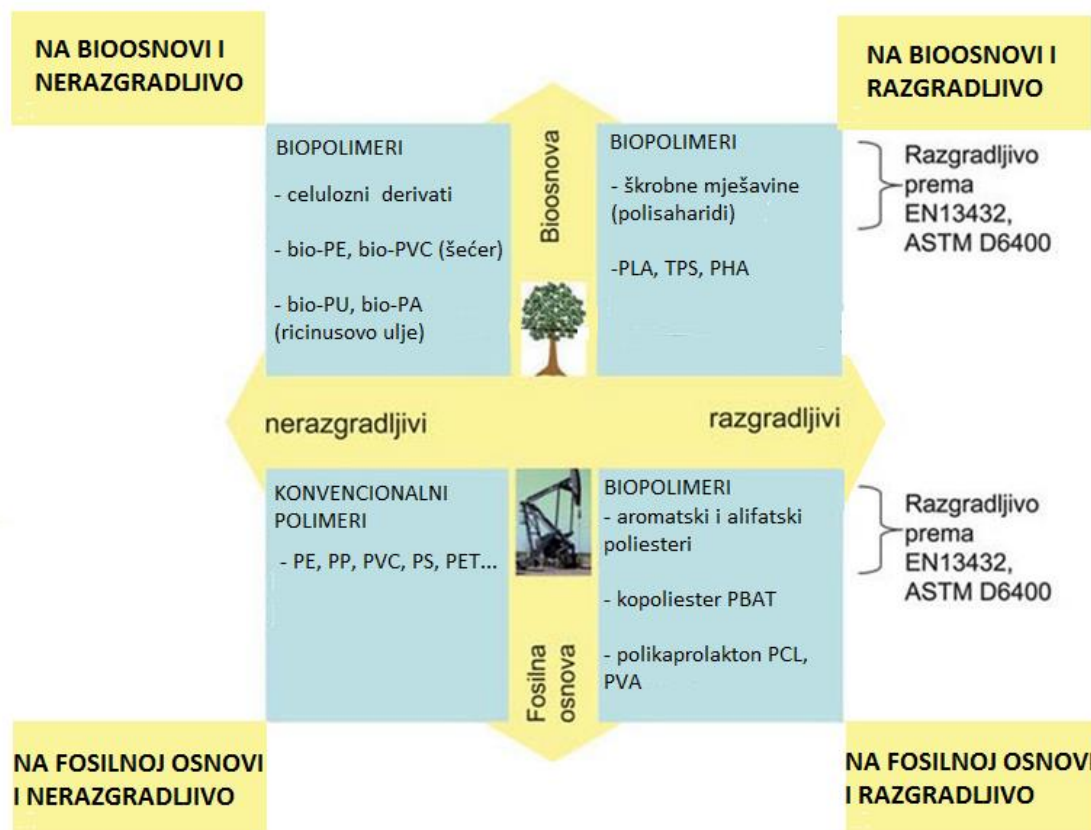 NA BIOOSNOVI I
NERAZGRADLJIVO
NA BIOOSNOVI I
RAZGRADLJIVO
BIOPOLIMERI
- celulozni derivati
- bio-PE, bio-PVC (šećer)
- bio-PU, bio-PA
(ricinusovo ulje)
Bioosnova
BIOPOLIMERI
- škrobne mješavine
(polisaharidi)
-PLA, TPS, PHA
Razgradljivo
prema
EN13432,
ASTM D6400
nerazgradljivi
razgradljivi
KONVENCIONALNI
POLIMERI
- PE, PP, PVC, PS, PET...
Fosilna
osnova
BIOPOLIMERI
- aromatski i alifatski
poliesteri
- kopoliester PBAT
- polikaprolakton PCL,
PVA
Razgradljivo
prema
EN13432,
ASTM D6400
NA FOSILNOJ OSNOVI
I NERAZGRADLJIVO
NA FOSILNOJ OSNOVI
I RAZGRADLJIVO